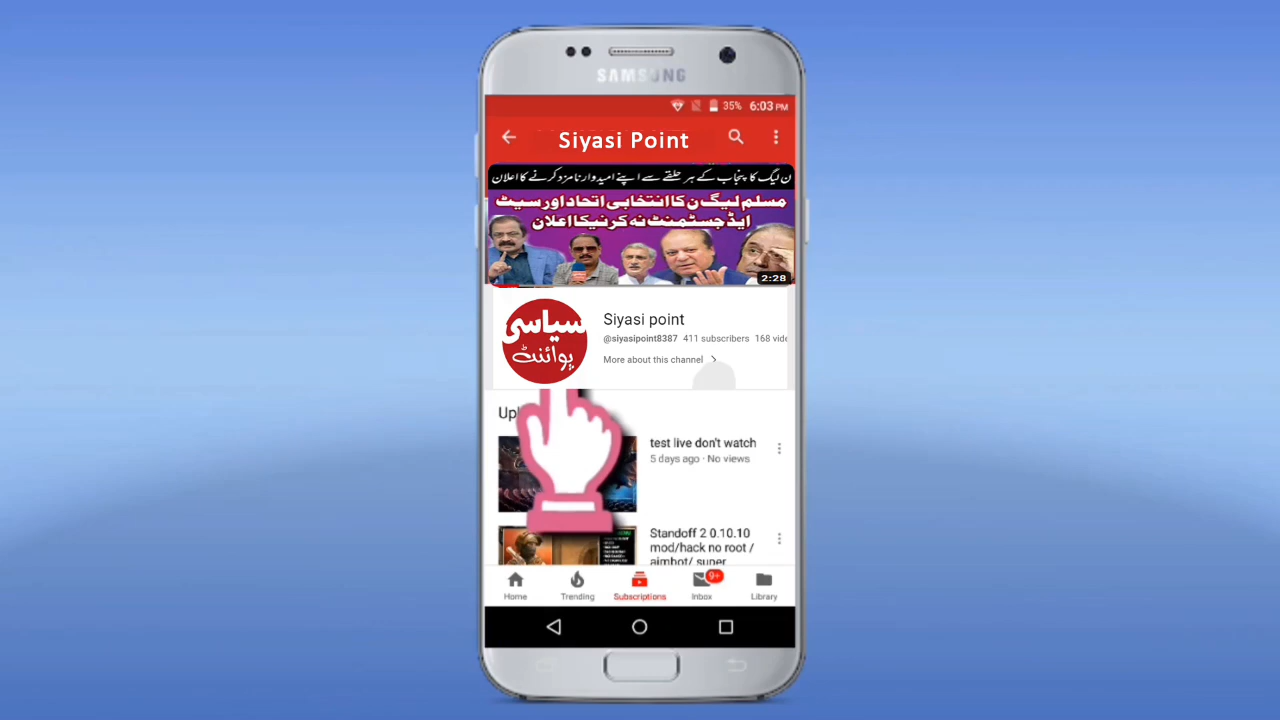 SAMSUNG
35% 6:03 PM
Siyasi Point
ن لیگ کا پنجاب کے ہر حلقے سے اپنے امیدوار نامزد کرنے کا اعلان
مسلم لیگ ن کا انتخابی اتحاد اور سیٹ
ایڈجسٹمنٹ نہ کرنیکا اعلان
2:28
سیاسی
پوائنٹ
Siyasi point
@siyasipoint8387 411 subscribers 168 vide
More about this channel
Upl
test live don't watch
5 days ago · No views
Standoff 2 0.10.10
mod/hack no root /
aimbot/ super
9+
Home Trending Subscriptions Inbox Library